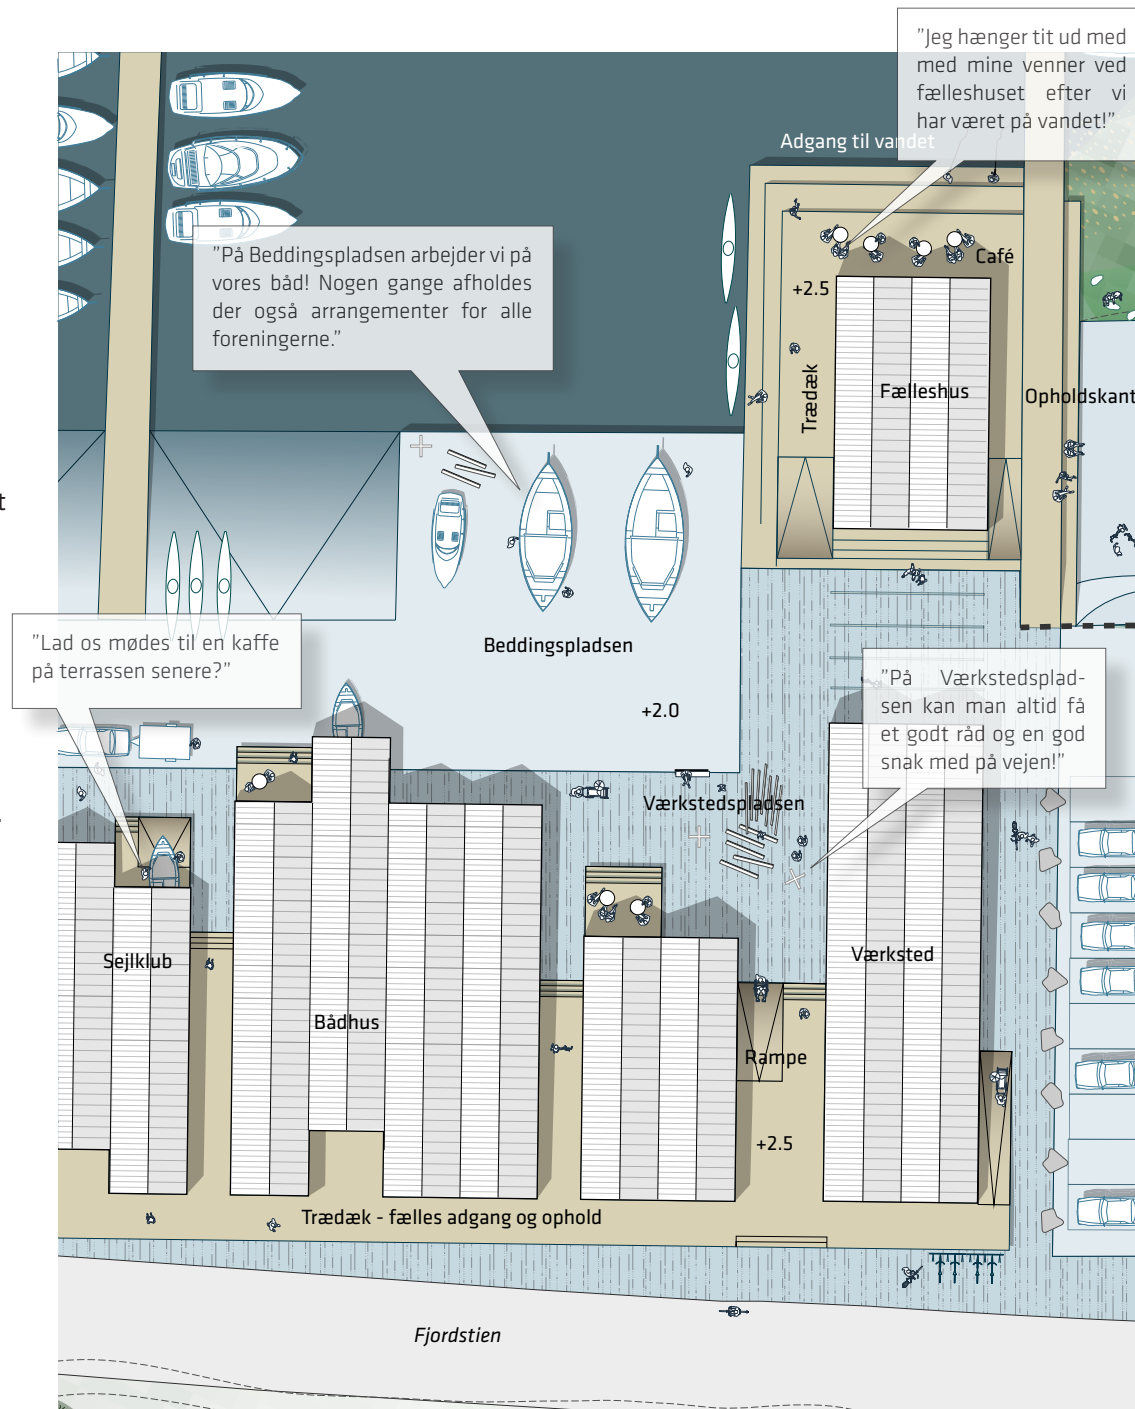 ”Jeg hænger tit ud med
med mine venner ved
fælleshuset efter vi
har været på vandet!”
Adgang til vandet
”På Beddingspladsen arbejder vi på
vores båd! Nogen gange afholdes
der også arrangementer for alle
foreningerne.”
Café
+2.5
Trædæk
Fælleshus
Opholdskant
t
”Lad os mødes til en kaffe
på terrassen senere?”
Beddingspladsen
+2.0
”På Værkstedsplad-
sen kan man altid få
et godt råd og en god
snak med på vejen!”
Værkstedspladsen
Sejlklub
Værksted
Bådhus
Rampe
+2.5
Trædæk - fælles adgang og ophold
Fjordstien